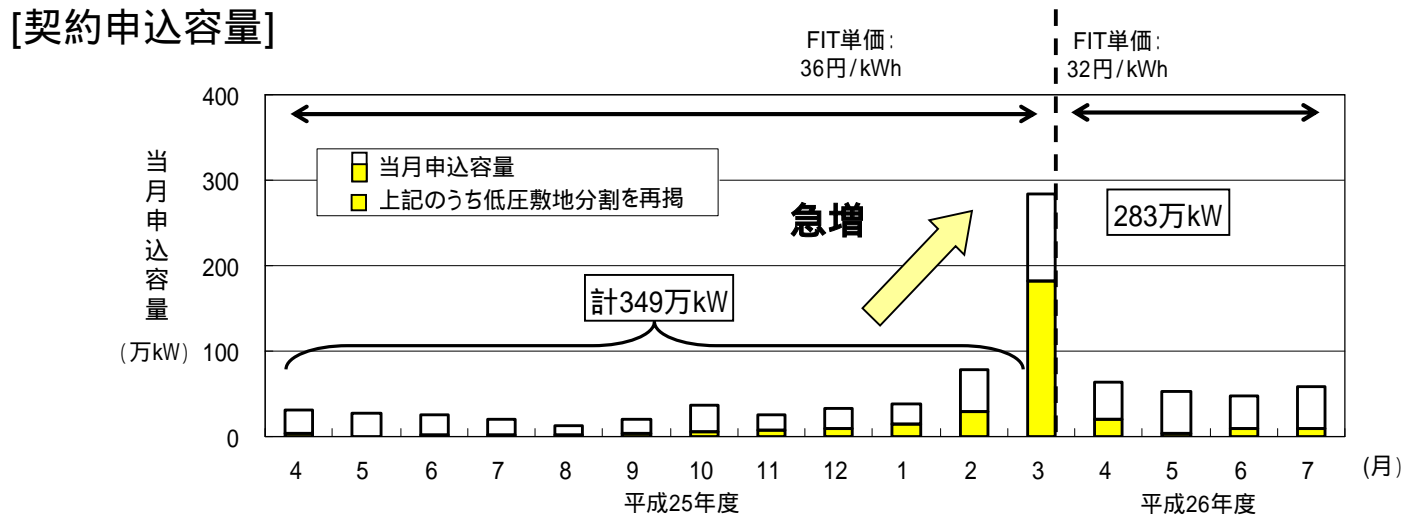 [契約申込容量]
FIT単価:
36円/kWh
FIT単価:
32円/kWh
当月申込容量
(万kW)
400
300
200
100
0
当月申込容量
上記のうち低圧敷地分割を再掲
急増
283万kW
計349万kW
4 5 6 7 8 9 10 11 12 1 2 3 4 5 6 7 (月)
平成25年度 平成26年度